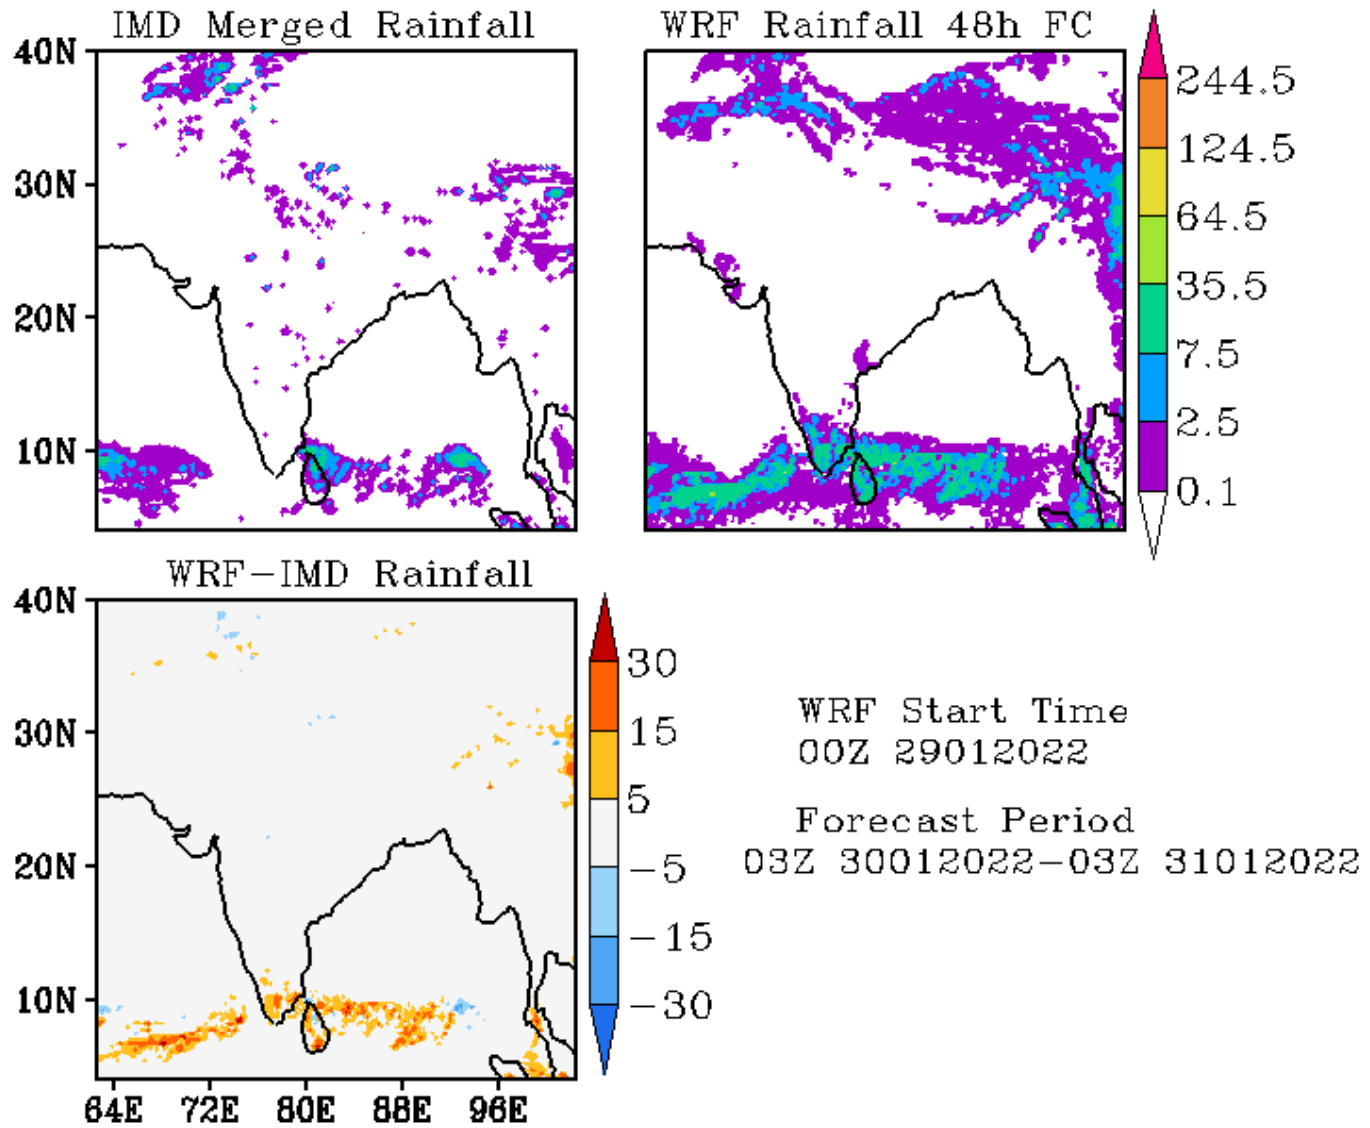 IMD Merged Rainfall
WRF Rainfall 48h FC
40N
30N
20N
10N
244.5
124.5
64.5
35.5
7.5
2.5
0.1
WRF-IMD Rainfall
40N
30N
20N
10N
64E 72E 80E 88E 96E
30
15
5
-5
-15
-30
WRF Start Time
00Z 29012022
Forecast Period
03Z 30012022-03Z 31012022